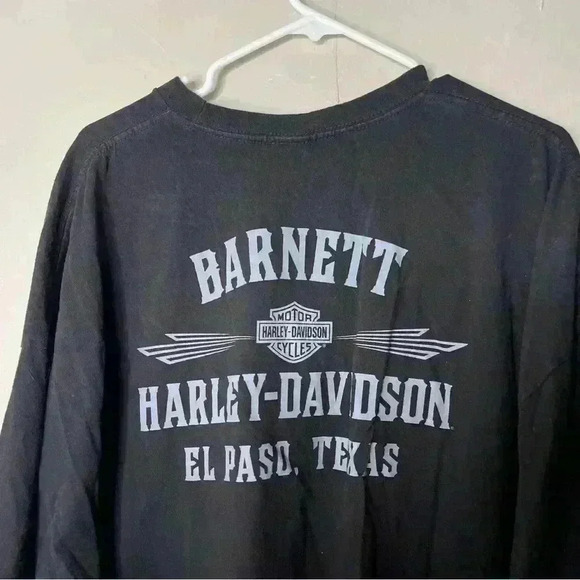 BARNETT
MOTOR
HARLEY-DAVIDSON
CYCLES
HARLEY-DAVIDSON
EL PASO, TEXAS